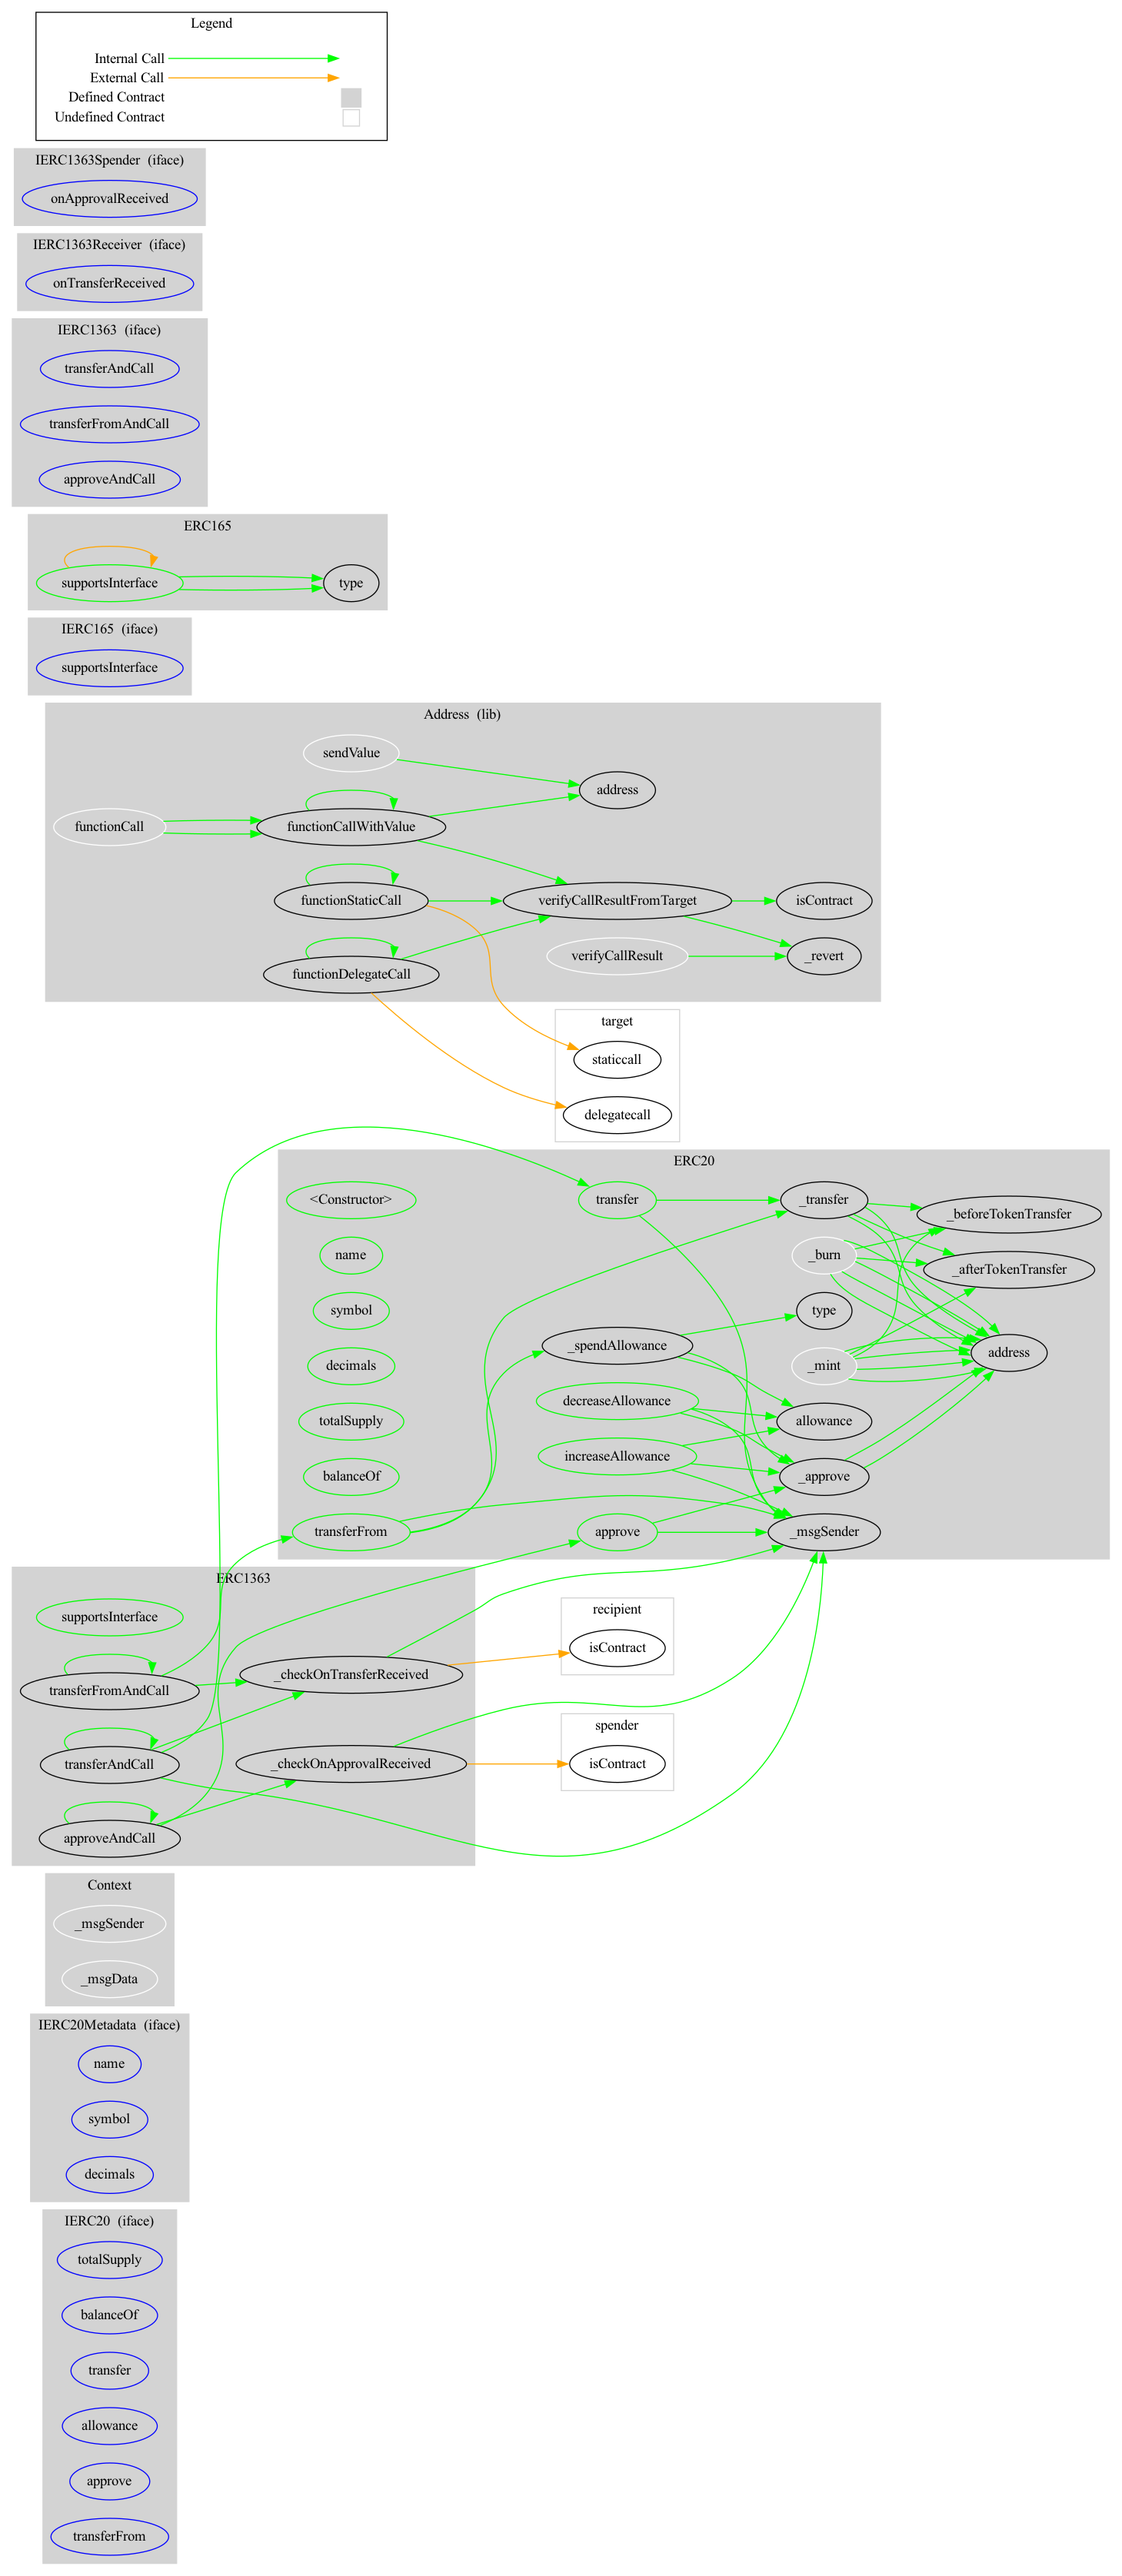 Legend
Internal Call
External Call
Defined Contract
Undefined Contract
IERC1363Spender (iface)
onApprovalReceived
IERC1363Receiver (iface)
onTransferReceived
IERC1363 (iface)
transferAndCall
transferFromAndCall
approveAndCall
ERC165
supportsInterface
type
IERC165 (iface)
supportsInterface
Address (lib)
sendValue
address
functionCall
functionCallWithValue
functionStaticCall
verifyCallResultFromTarget
isContract
verifyCallResult
_revert
functionDelegateCall
target
staticcall
delegatecall
ERC20
<Constructor>
transfer
_transfer
_beforeTokenTransfer
name
_burn
_afterTokenTransfer
symbol
type
_spendAllowance
address
decimals
_mint
decreaseAllowance
totalSupply
allowance
increaseAllowance
balanceOf
_approve
transferFrom
approve
_msgSender
ERC1363
supportsInterface
transferFromAndCall
_checkOnTransferReceived
transferAndCall
_checkOnApprovalReceived
approveAndCall
recipient
isContract
spender
isContract
Context
_msgSender
_msgData
IERC20Metadata (iface)
name
symbol
decimals
IERC20 (iface)
totalSupply
balanceOf
transfer
allowance
approve
transferFrom